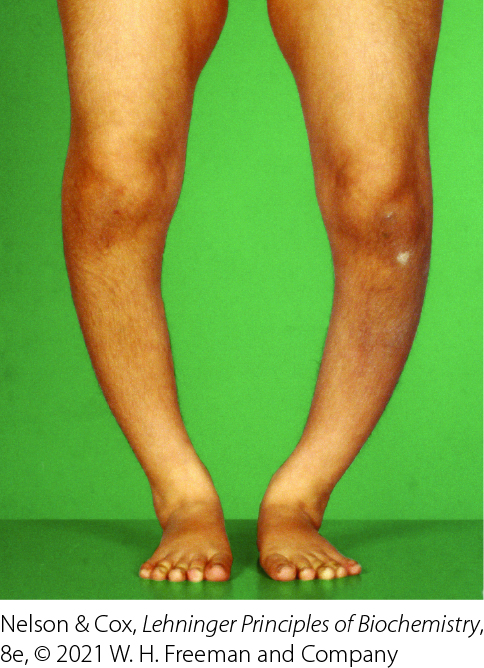 Nelson & Cox, Lehninger Principles of Biochemistry,
8e, © 2021 W. H. Freeman and Company